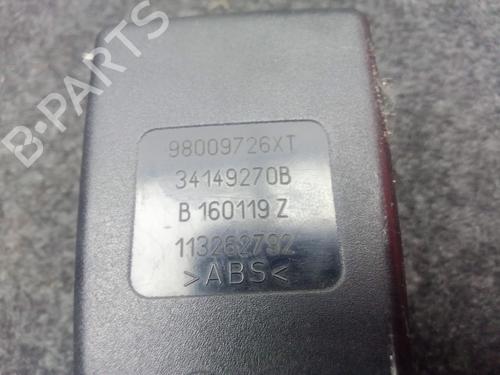 B-PARTS
98009726XT
34149270B
B 160119 Z
113262792
>ABS<